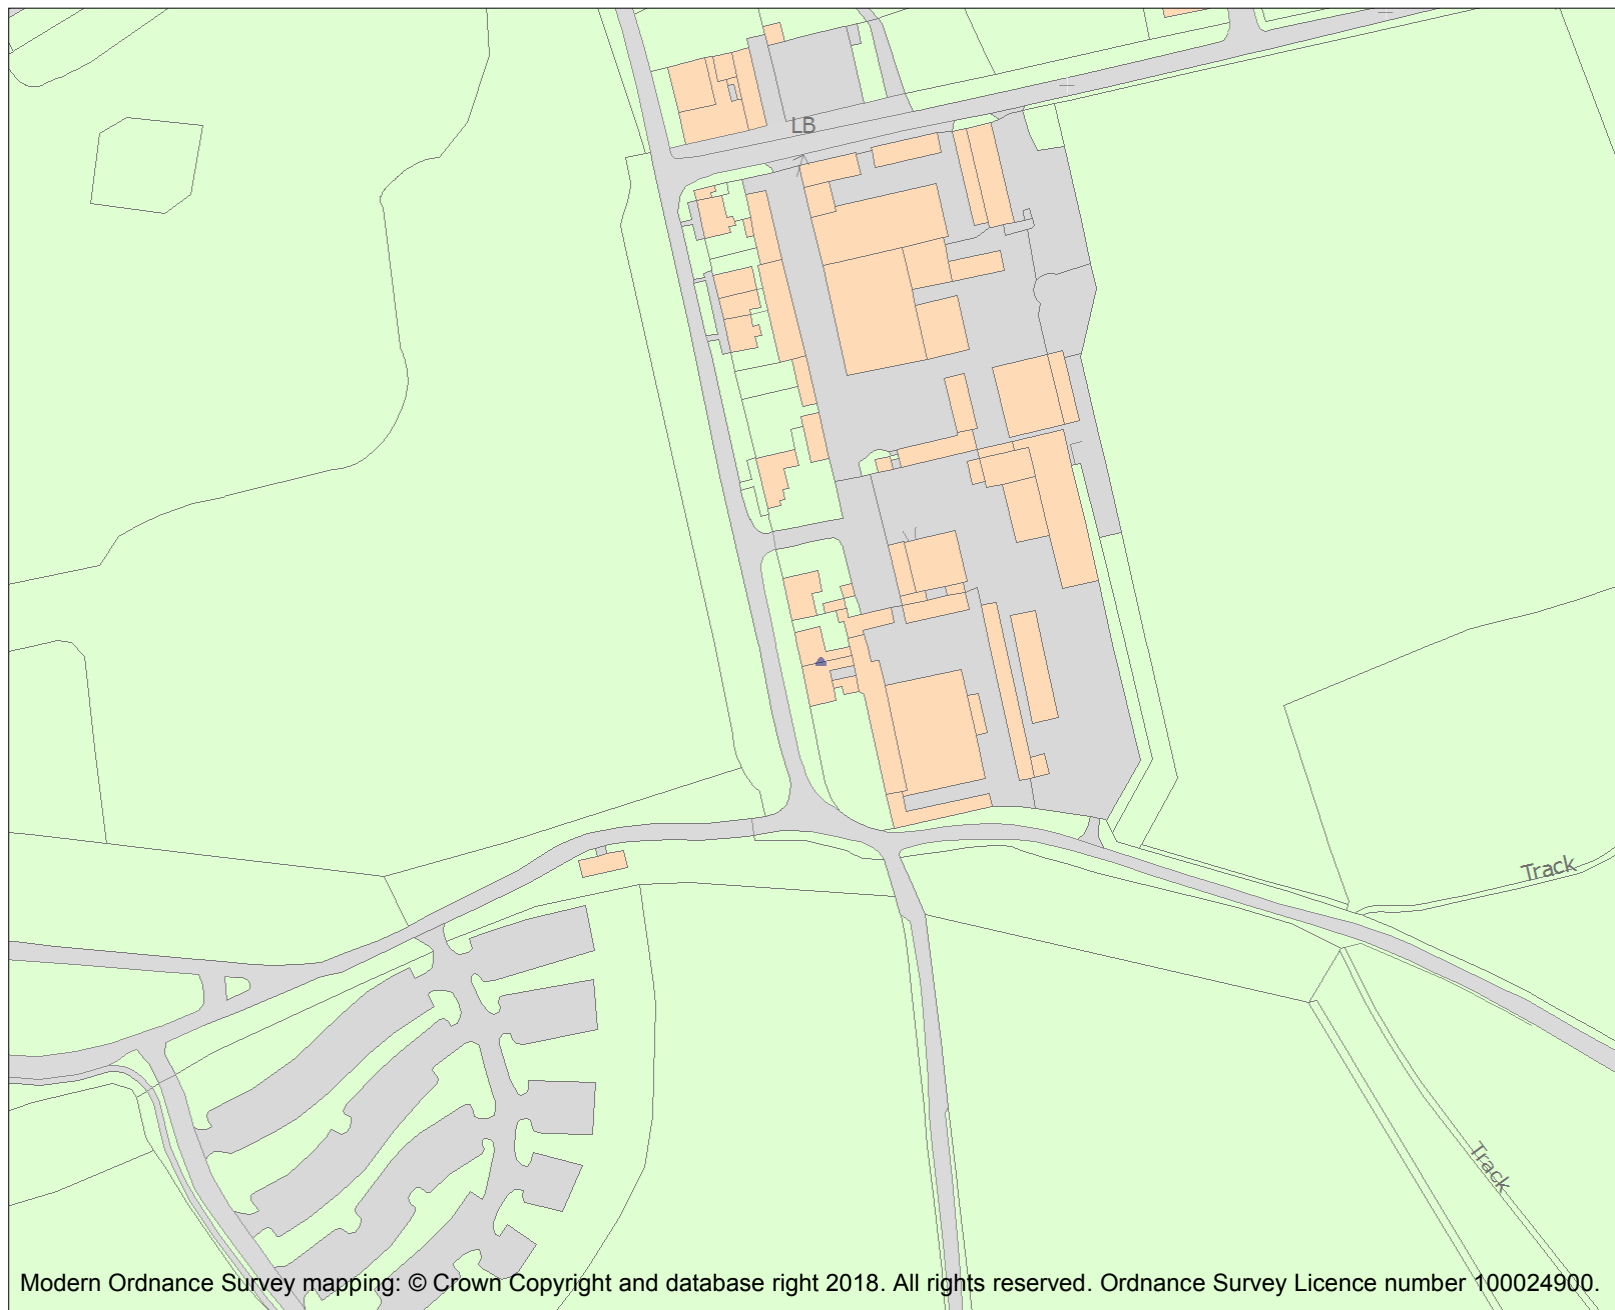 LB
Track
Track
Modern Ordnance Survey mapping: © Crown Copyright and database right 2018. All rights reserved. Ordnance Survey Licence number 100024900.